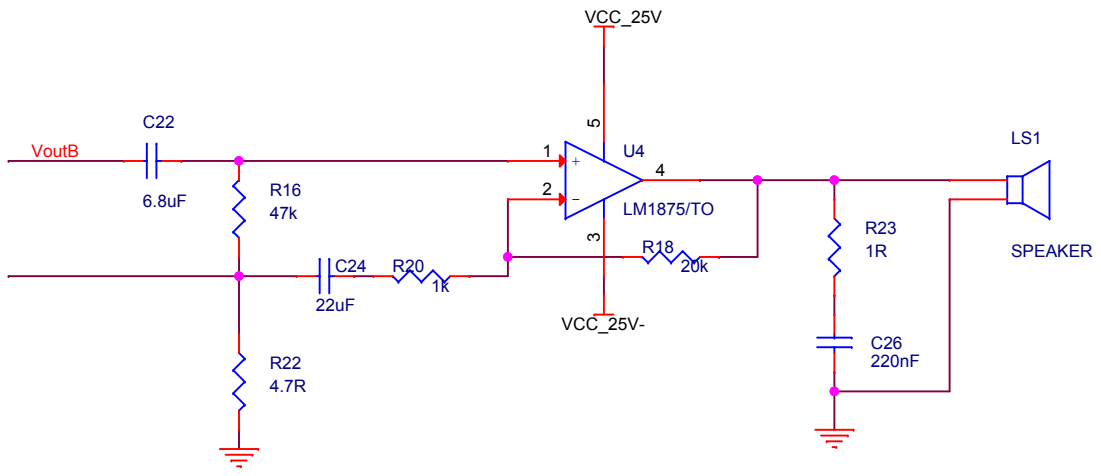 VCC_25V
C22
VoutB
6.8uF
R16
47k
5
1
+
2
-
U4
4
LM1875/TO
3
LS1
SPEAKER
R18
20k
R23
1R
C24
22uF
R20
1k
VCC_25V-
C26
220nF
R22
4.7R